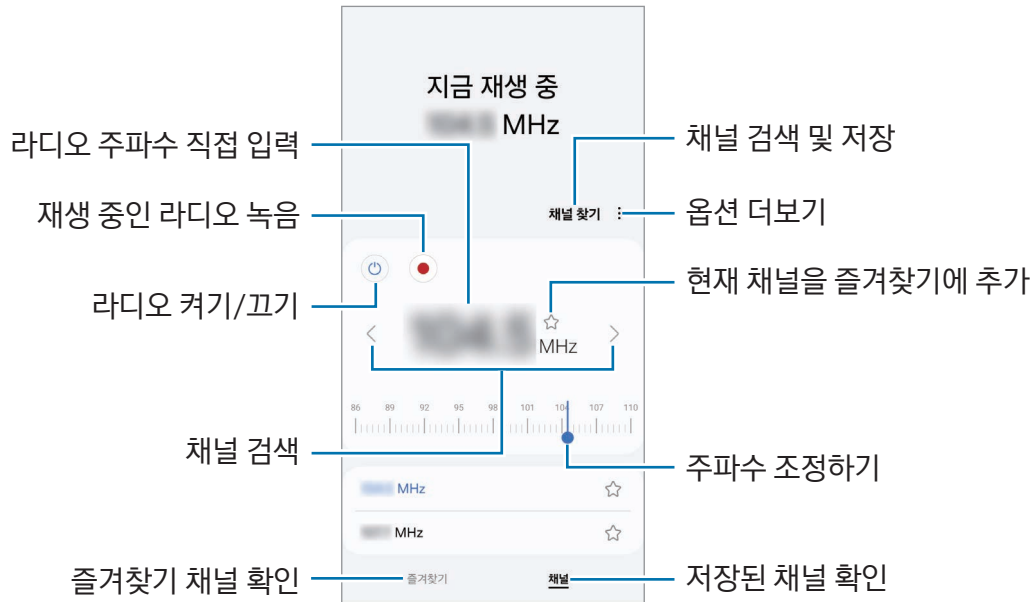 지금 재생 중
MHz
라디오 주파수 직접 입력
채널 검색 및 저장
재생 중인 라디오 녹음
채널 찾기
옵션 더보기
현재 채널을 즐겨찾기에 추가
라디오 켜기/끄기
MHz
86 89 92 95 98 101 104 107 110
채널 검색
주파수 조정하기
MHz
MHz
즐겨찾기 채널 확인
즐겨찾기
채널
저장된 채널 확인